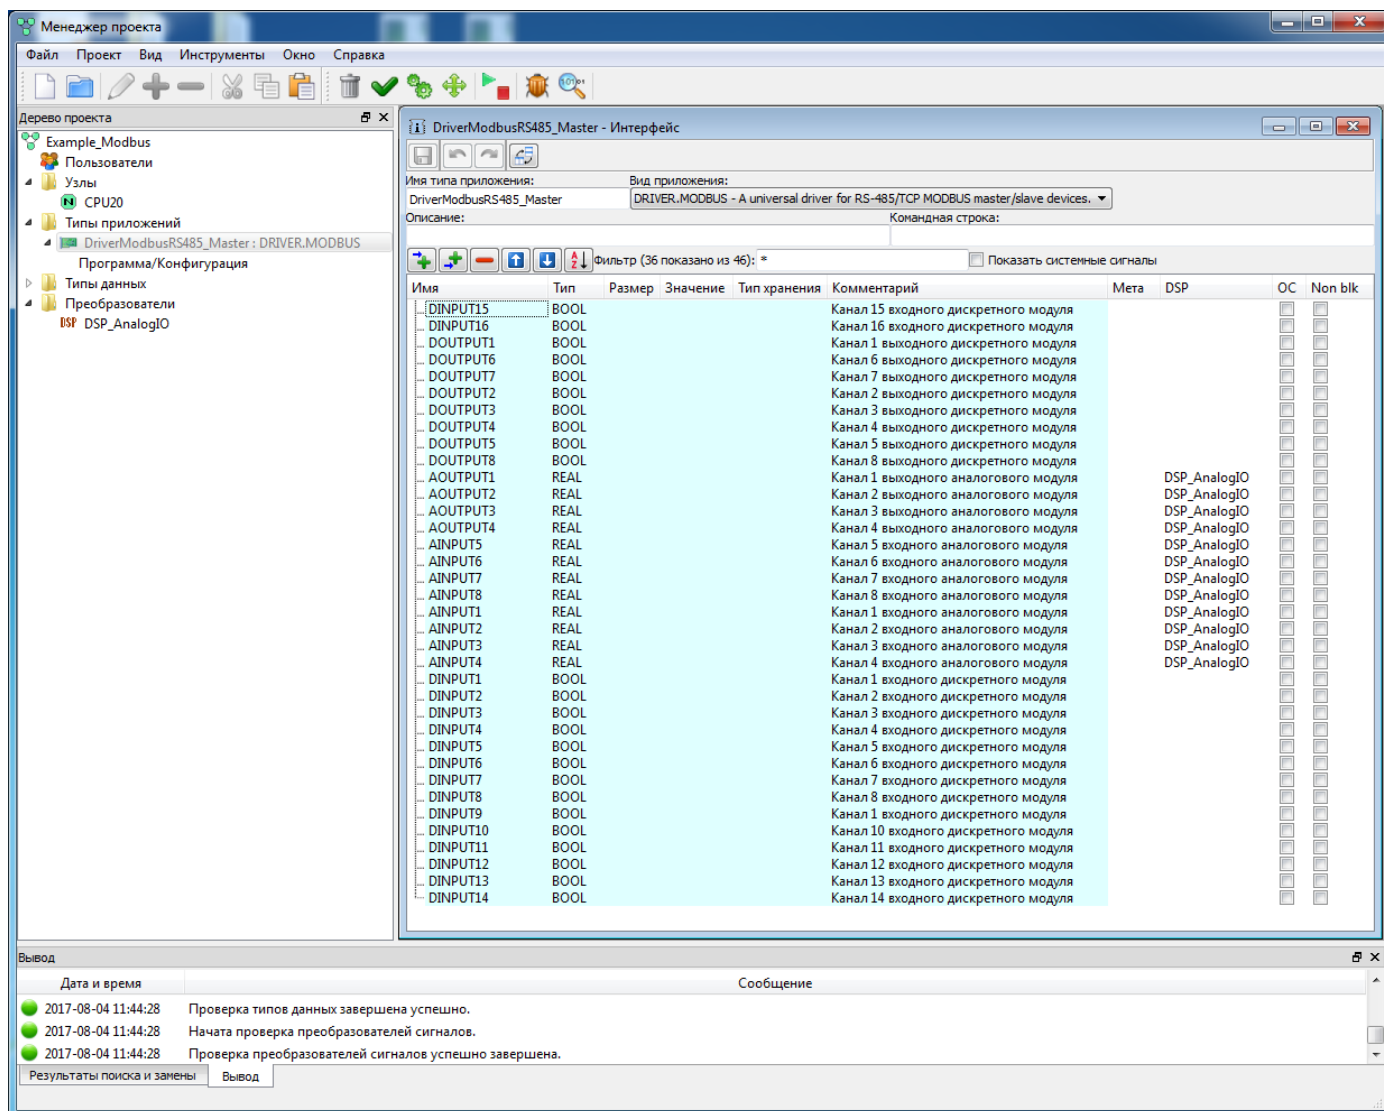 Менеджер проекта
Файл Проект Вид Инструменты Окно Справка
Дерево проекта
Example_Modbus
Пользователи
Узлы
CPU20
Типы приложений
DriverModbusRS485_Master : DRIVER.MODBUS
Программа/Конфигурация
Типы данных
Преобразователи
DSP DSP_AnalogIO
DriverModbusRS485_Master - Интерфейс
Имя типа приложения: Вид приложения:
DriverModbusRS485_Master DRIVER.MODBUS - A universal driver for RS-485/TCP MODBUS master/slave devices.
Описание: Командная строка:
Фильтр (36 показано из 46): * Показать системные сигналы
Имя Тип Размер Значение Тип хранения Комментарий Мета DSP ОС Non blk
DINPUT15 BOOL Канал 15 входного дискретного модуля
DINPUT16 BOOL Канал 16 входного дискретного модуля
DOUTPUT1 BOOL Канал 1 выходного дискретного модуля
DOUTPUT6 BOOL Канал 6 выходного дискретного модуля
DOUTPUT7 BOOL Канал 7 выходного дискретного модуля
DOUTPUT2 BOOL Канал 2 выходного дискретного модуля
DOUTPUT3 BOOL Канал 3 выходного дискретного модуля
DOUTPUT4 BOOL Канал 4 выходного дискретного модуля
DOUTPUT5 BOOL Канал 5 выходного дискретного модуля
DOUTPUT8 BOOL Канал 8 выходного дискретного модуля
AOUTPUT1 REAL Канал 1 выходного аналогового модуля DSP_AnalogIO
AOUTPUT2 REAL Канал 2 выходного аналогового модуля DSP_AnalogIO
AOUTPUT3 REAL Канал 3 выходного аналогового модуля DSP_AnalogIO
AOUTPUT4 REAL Канал 4 выходного аналогового модуля DSP_AnalogIO
AINPUT5 REAL Канал 5 входного аналогового модуля DSP_AnalogIO
AINPUT6 REAL Канал 6 входного аналогового модуля DSP_AnalogIO
AINPUT7 REAL Канал 7 входного аналогового модуля DSP_AnalogIO
AINPUT8 REAL Канал 8 входного аналогового модуля DSP_AnalogIO
AINPUT1 REAL Канал 1 входного аналогового модуля DSP_AnalogIO
AINPUT2 REAL Канал 2 входного аналогового модуля DSP_AnalogIO
AINPUT3 REAL Канал 3 входного аналогового модуля DSP_AnalogIO
AINPUT4 REAL Канал 4 входного аналогового модуля DSP_AnalogIO
DINPUT1 BOOL Канал 1 входного дискретного модуля
DINPUT2 BOOL Канал 2 входного дискретного модуля
DINPUT3 BOOL Канал 3 входного дискретного модуля
DINPUT4 BOOL Канал 4 входного дискретного модуля
DINPUT5 BOOL Канал 5 входного дискретного модуля
DINPUT6 BOOL Канал 6 входного дискретного модуля
DINPUT7 BOOL Канал 7 входного дискретного модуля
DINPUT8 BOOL Канал 8 входного дискретного модуля
DINPUT9 BOOL Канал 1 входного дискретного модуля
DINPUT10 BOOL Канал 10 входного дискретного модуля
DINPUT11 BOOL Канал 11 входного дискретного модуля
DINPUT12 BOOL Канал 12 входного дискретного модуля
DINPUT13 BOOL Канал 13 входного дискретного модуля
DINPUT14 BOOL Канал 14 входного дискретного модуля
Вывод
Дата и время Сообщение
2017-08-04 11:44:28 Проверка типов данных завершена успешно.
2017-08-04 11:44:28 Начата проверка преобразователей сигналов.
2017-08-04 11:44:28 Проверка преобразователей сигналов успешно завершена.
Результаты поиска и замены Вывод